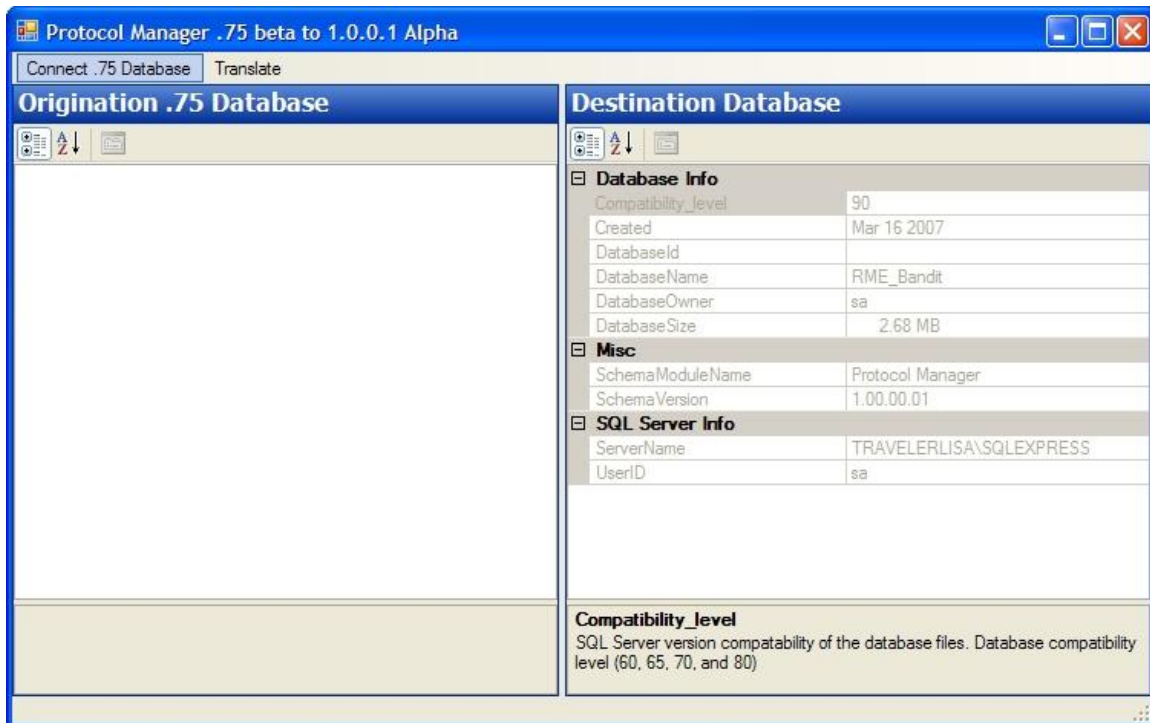 Protocol Manager .75 beta to 1.0.0.1 Alpha
Connect .75 Database Translate
Origination .75 Database
Destination Database
Database Info
Compatibility_level 90
Created Mar 16 2007
DatabaseId
DatabaseName RME_Bandit
DatabaseOwner sa
DatabaseSize 2.68 MB
Misc
SchemaModuleName Protocol Manager
SchemaVersion 1.00.00.01
SQL Server Info
ServerName TRAVELERLISA\SQLEXPRESS
UserID sa
Compatibility_level
SQL Server version compatability of the database files. Database compatibility
level (60, 65, 70, and 80)